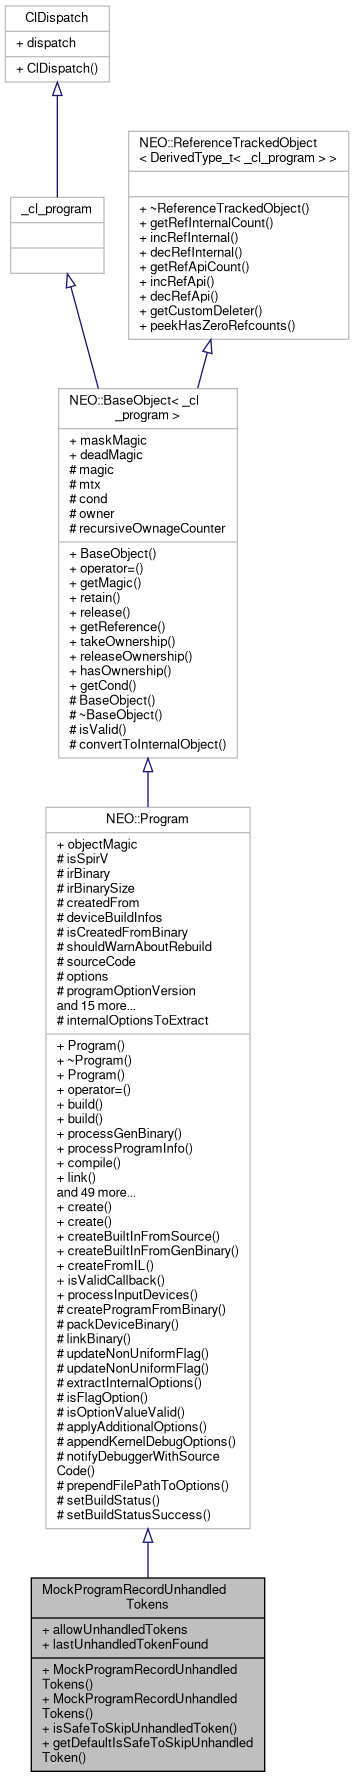 ClDispatch
+ dispatch
+ ClDispatch()
NEO::ReferenceTrackedObject
< DerivedType_t< _cl_program > >
+ ~ReferenceTrackedObject()
+ getRefInternalCount()
+ incRefInternal()
+ decRefInternal()
+ getRefApiCount()
+ incRefApi()
+ decRefApi()
+ getCustomDeleter()
+ peekHasZeroRefcounts()
_cl_program
NEO::BaseObject< _cl
_program >
+ maskMagic
+ deadMagic
# magic
# mtx
# cond
# owner
# recursiveOwnageCounter
+ BaseObject()
+ operator=()
+ getMagic()
+ retain()
+ release()
+ getReference()
+ takeOwnership()
+ releaseOwnership()
+ hasOwnership()
+ getCond()
# BaseObject()
# ~BaseObject()
# isValid()
# convertToInternalObject()
NEO::Program
+ objectMagic
# isSpirV
# irBinary
# irBinarySize
# createdFrom
# deviceBuildInfos
# isCreatedFromBinary
# shouldWarnAboutRebuild
# sourceCode
# options
# programOptionVersion
and 15 more...
# internalOptionsToExtract
+ Program()
+ ~Program()
+ Program()
+ operator=()
+ build()
+ build()
+ processGenBinary()
+ processProgramInfo()
+ compile()
+ link()
and 49 more...
+ create()
+ create()
+ createBuiltInFromSource()
+ createBuiltInFromGenBinary()
+ createFromIL()
+ isValidCallback()
+ processInputDevices()
# createProgramFromBinary()
# packDeviceBinary()
# linkBinary()
# updateNonUniformFlag()
# updateNonUniformFlag()
# extractInternalOptions()
# isFlagOption()
# isOptionValueValid()
# applyAdditionalOptions()
# appendKernelDebugOptions()
# notifyDebuggerWithSource
Code()
# prependFilePathToOptions()
# setBuildStatus()
# setBuildStatusSuccess()
MockProgramRecordUnhandled
Tokens
+ allowUnhandledTokens
+ lastUnhandledTokenFound
+ MockProgramRecordUnhandled
Tokens()
+ MockProgramRecordUnhandled
Tokens()
+ isSafeToSkipUnhandledToken()
+ getDefaultIsSafeToSkipUnhandled
Token()